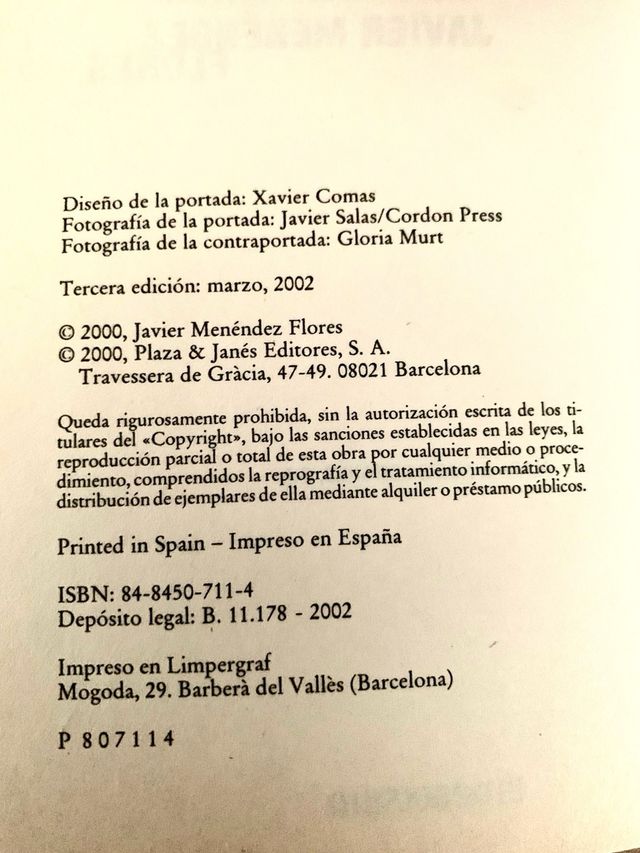 Diseño de la portada: Xavier Comas
Fotografía de la portada: Javier Salas/Cordon Press
Fotografía de la contraportada: Gloria Murt
Tercera edición: marzo, 2002
© 2000, Javier Menéndez Flores
© 2000, Plaza & Janés Editores, S. A.
Travessera de Gràcia, 47-49. 08021 Barcelona
Queda rigurosamente prohibida, sin la autorización escrita de los ti-
tulares del «Copyright», bajo las sanciones establecidas en las leyes, la
reproducción parcial o total de esta obra por cualquier medio o proce-
dimiento, comprendidos la reprografía y el tratamiento informático, y la
distribución de ejemplares de ella mediante alquiler o préstamo públicos.
Printed in Spain – Impreso en España
ISBN: 84-8450-711-4
Depósito legal: B. 11.178 - 2002
Impreso en Limpergraf
Mogoda, 29. Barberà del Vallès (Barcelona)
P 807114